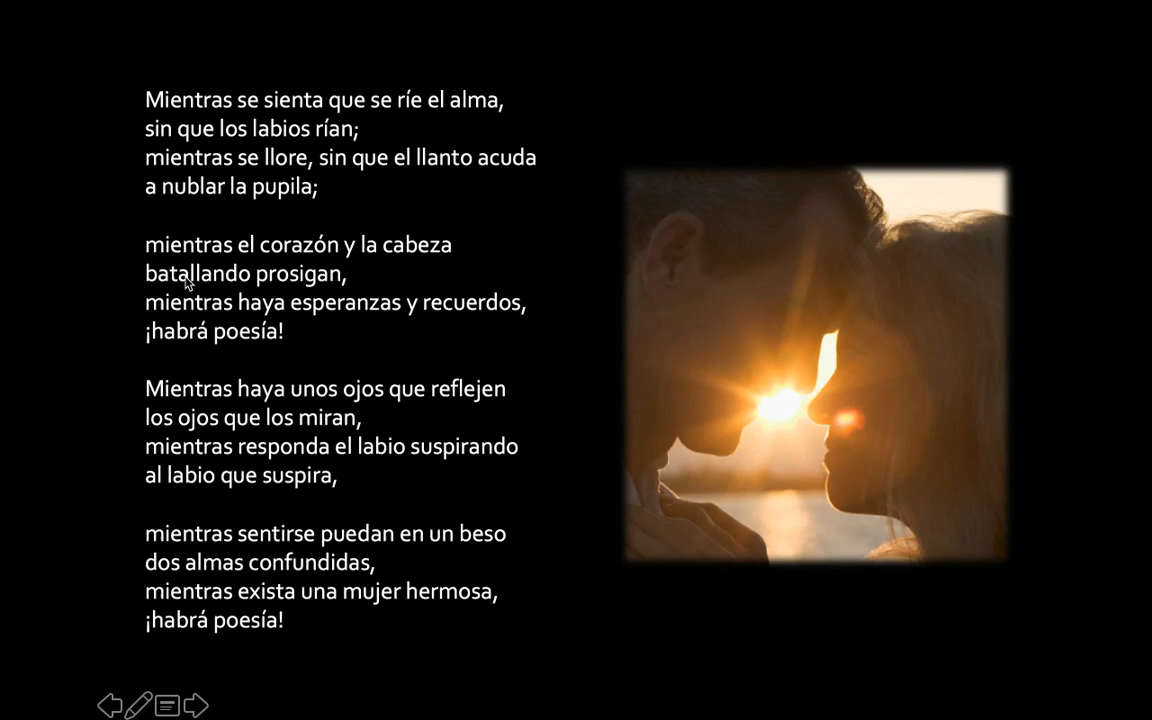 Mientras se sienta que se ríe el alma,
sin que los labios rían;
mientras se llore, sin que el llanto acuda
a nublar la pupila;
mientras el corazón y la cabeza
batallando prosigan,
mientras haya esperanzas y recuerdos,
¡habrá poesía!
Mientras haya unos ojos que reflejen
los ojos que los miran,
mientras responda el labio suspirando
al labio que suspira,
mientras sentirse puedan en un beso
dos almas confundidas,
mientras exista una mujer hermosa,
¡habrá poesía!